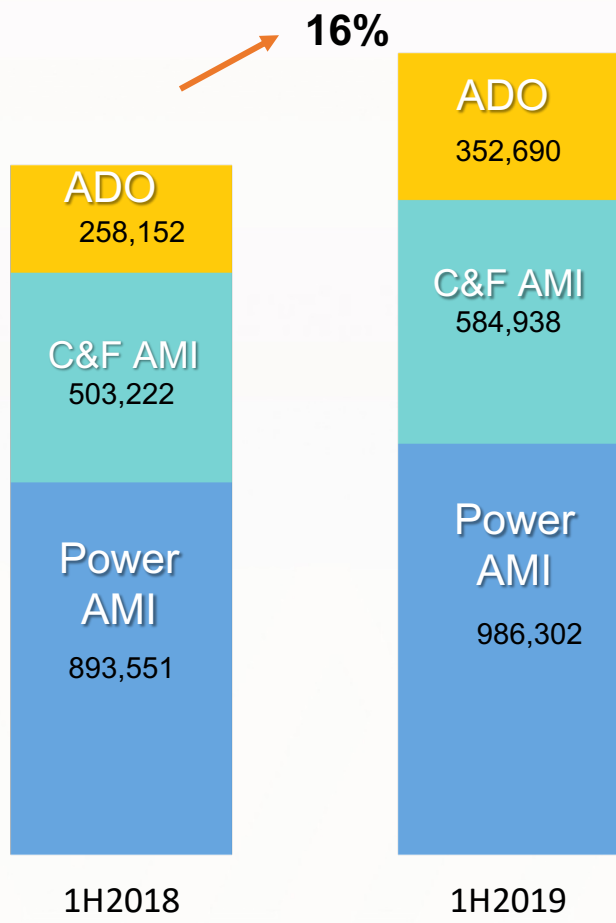 16%
ADO
258,152
C&F AMI
503,222
Power
AMI
893,551
1H2018
ADO
352,690
C&F AMI
584,938
Power
AMI
986,302
1H2019